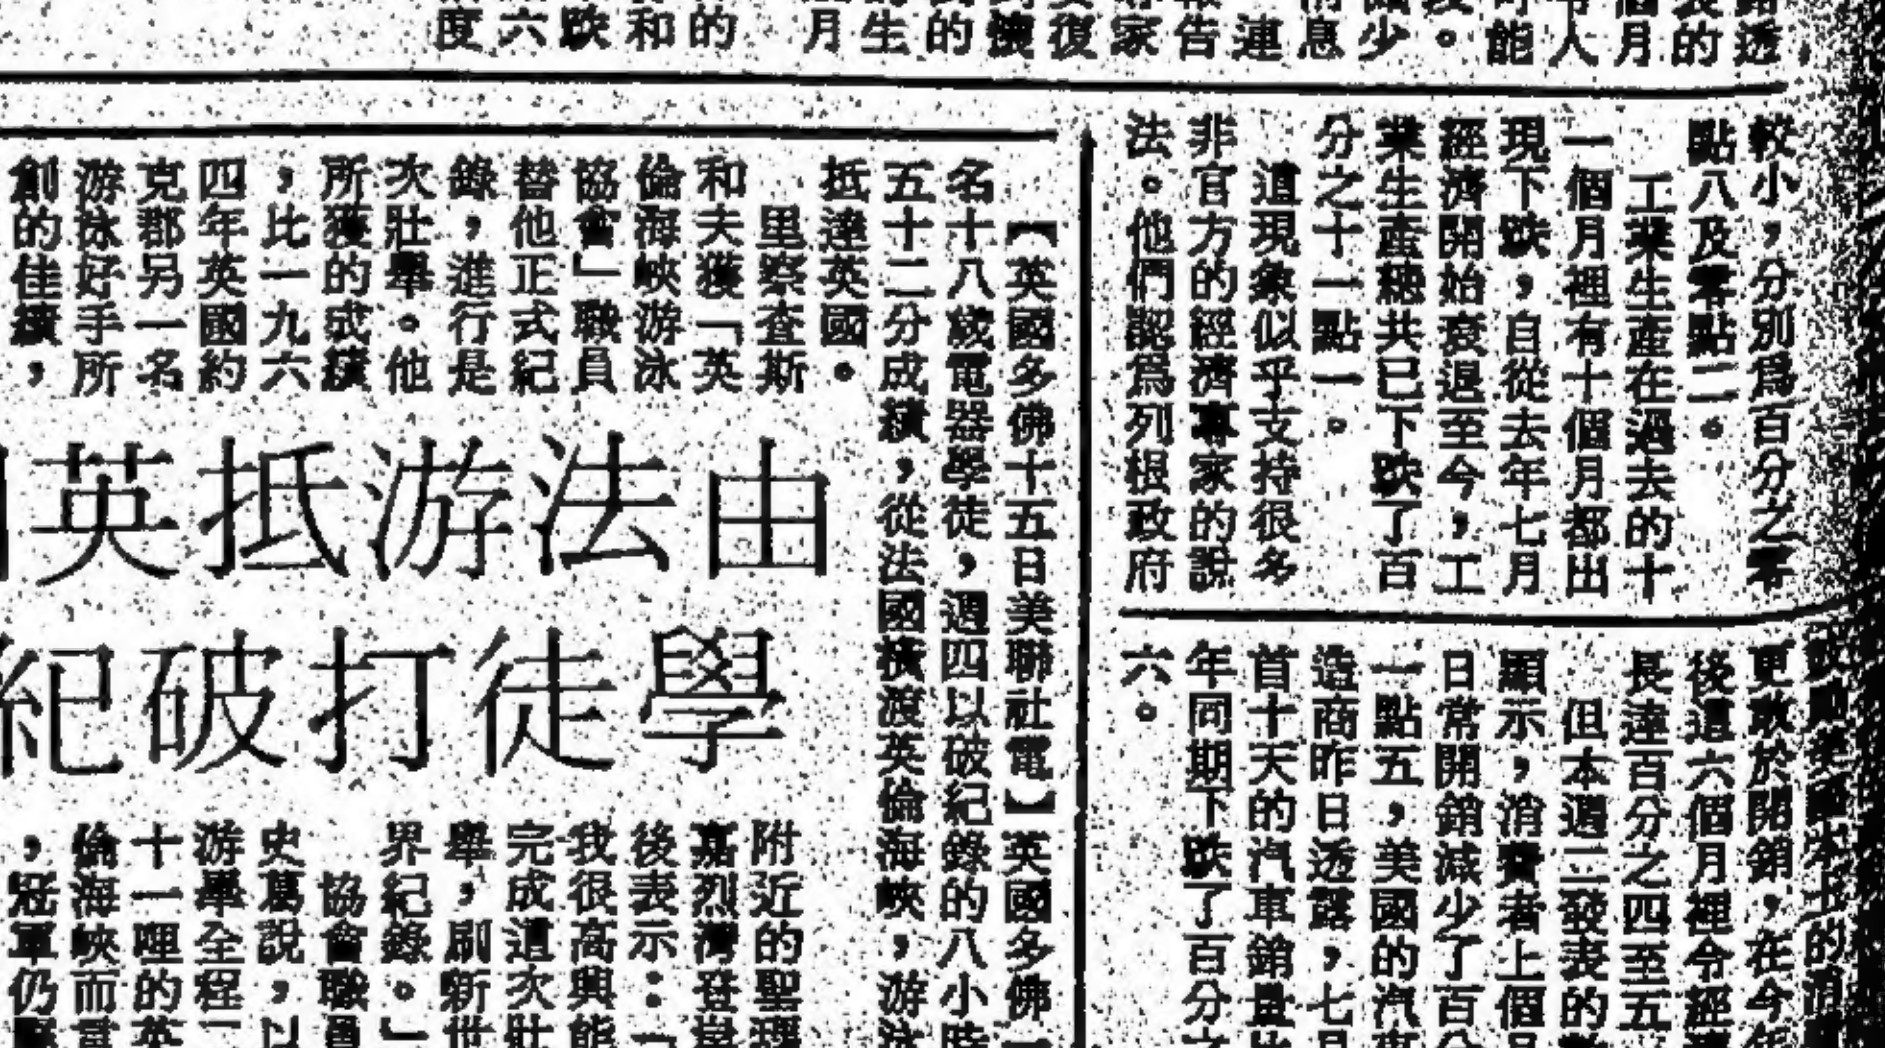 透
的
個月
人
能
。
少
息
連
報告
家
復
懷
的
生
月
的
和
跌
六
度
較小，分別為百分之零
點八及零點二。
工業生產在過去的十
一個月裡有十個月都出
現下跌，自從去年七月
經濟開始衰退至今，工
業生產總共已下跌了百
分之十一點一。
這現象似乎支持很多
非官方的經濟專家的說
法。他們認為列根政府
更敢於開銷，在今年
後這六個月裡令經濟
長達百分之四至五
但本週三發表的
顯示，消費者上個月
日常開銷減少了百分
一點五，美國的汽車
造商昨日透露，七月
首十天的汽車銷量比
年同期下跌了百分之
六。
【英國多佛十五日美聯社電】英國多佛一
名十八歲電器學徒，週四以破紀錄的八小時
五十二分成績，從法國橫渡英倫海峽，游泳
抵達英國。
里察查斯
和夫獲「英
倫海峽游泳
協會」職員
替他正式紀
錄，進行是
次壯舉。他
所獲的成績
，比一九六
四年英國約
克郡另一名
游泳好手所
創的佳績，
由法游抵英
學徒打破紀
附近的聖瑪
嘉烈灣登岸
後表示：「
我很高興能
完成這次壯
舉，刷新世
界紀錄。」
協會職員
史萬說，以
游畢全程二
十一哩的英
倫海峽而言
，冠軍仍屬